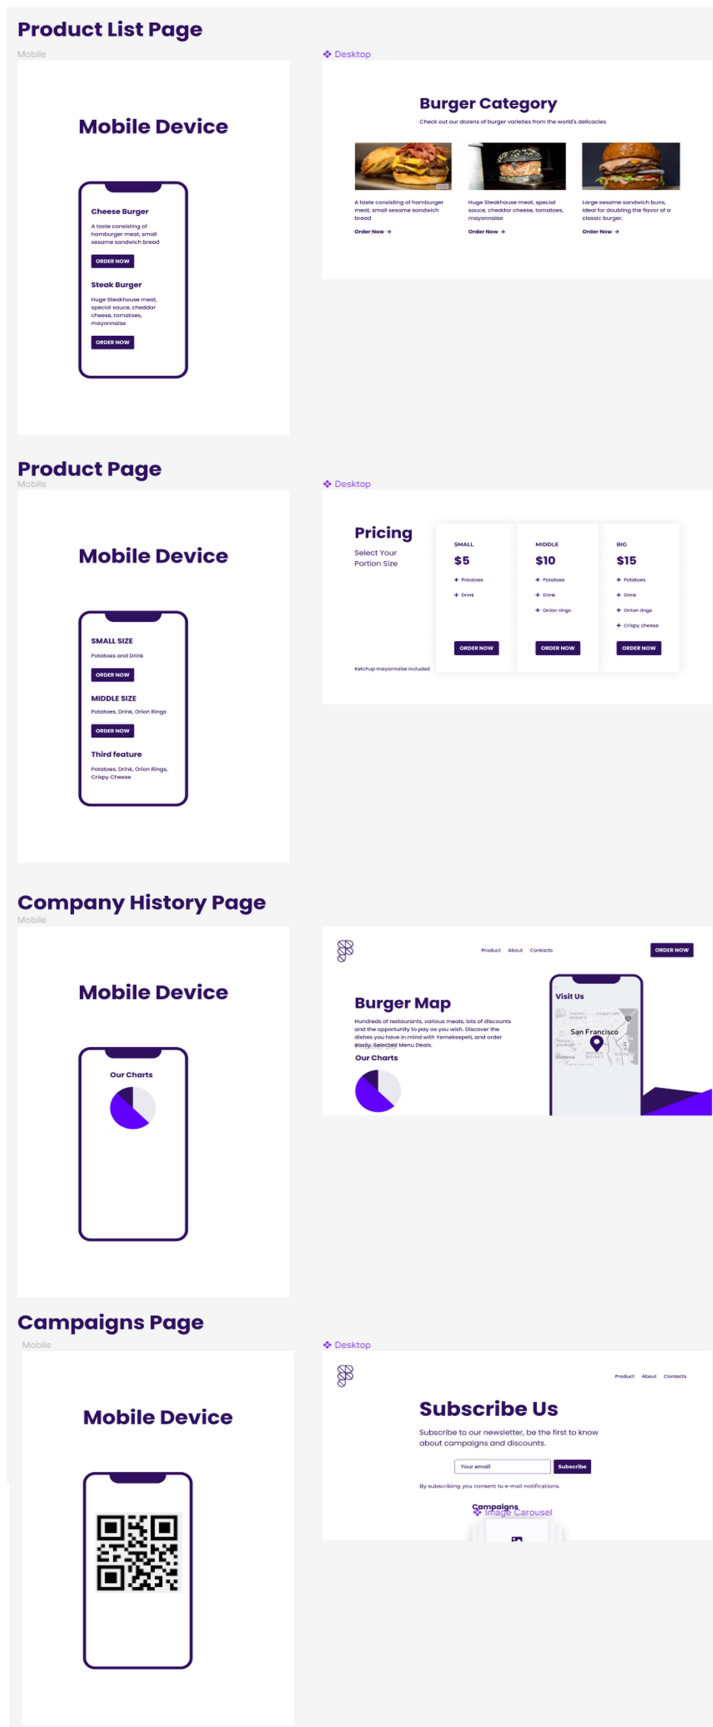 Product List Page
Mobile
Mobile Device
Cheese Burger
A taste consisting of
hamburger meat, small
sesame sandwich bread
ORDER NOW
Steak Burger
Huge Steakhouse meat,
special sauce, cheddar
cheese, tomatoes,
mayonnaise
ORDER NOW
Desktop
Burger Category
Check out our dozens of burger varieties from the world's delicacies
A taste consisting of hamburger
meat, small sesame sandwich
bread
Order Now →
Huge Steakhouse meat, special
sauce, cheddar cheese, tomatoes,
mayonnaise
Order Now →
Large sesame sandwich buns,
ideal for doubling the flavor of a
classic burger.
Order Now →
Product Page
Mobile
Mobile Device
SMALL SIZE
Potatoes and Drink
ORDER NOW
MIDDLE SIZE
Potatoes, Drink, Orion Rings
ORDER NOW
Third feature
Potatoes, Drink, Orion Rings,
Crispy Cheese
Desktop
Pricing
Select Your
Portion Size
Ketchup mayonnaise included
SMALL
$5
+ Potatoes
+ Drink
ORDER NOW
MIDDLE
$10
+ Potatoes
+ Drink
+ Onion rings
ORDER NOW
BIG
$15
+ Potatoes
+ Drink
+ Onion rings
+ Crispy cheese
ORDER NOW
Company History Page
Mobile
Mobile Device
Our Charts
Product About Contacts
ORDER NOW
Burger Map
Hundreds of restaurants, various meals, lots of discounts
and the opportunity to pay as you wish. Discover the
dishes you have in mind with Yemeksepeti, and order
easily. Selected Menu Deals.
Our Charts
Visit Us
San Francisco
Campaigns Page
Mobile
Mobile Device
Desktop
Product About Contacts
Subscribe Us
Subscribe to our newsletter, be the first to know
about campaigns and discounts.
Your email
Subscribe
By subscribing you consent to e-mail notifications.
Campaigns
Image Carousel